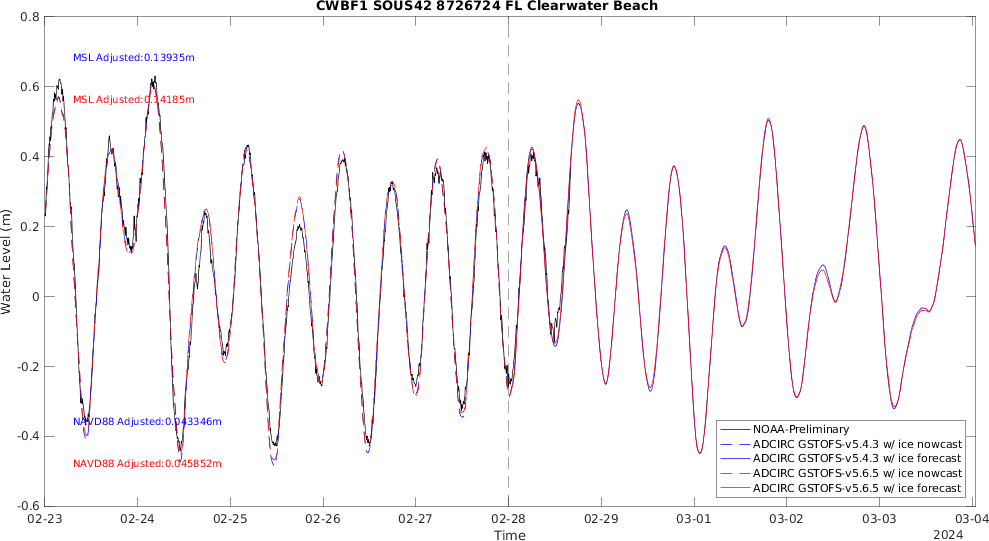 CWBF1 SOUS42 8726724 FL Clearwater Beach
0.8
0.6
0.4
0.2
0
-0.2
-0.4
-0.6
Water Level (m)
MSL Adjusted:0.13935m
MSL Adjusted:0.14185m
NAVD88 Adjusted:0.043346m
NAVD88 Adjusted:0.045852m
NOAA-Preliminary
ADCIRC GSTOFS-v5.4.3 w/ ice nowcast
ADCIRC GSTOFS-v5.4.3 w/ ice forecast
ADCIRC GSTOFS-v5.6.5 w/ ice nowcast
ADCIRC GSTOFS-v5.6.5 w/ ice forecast
02-23 02-24 02-25 02-26 02-27 02-28 02-29 03-01 03-02 03-03 03-04
Time
2024